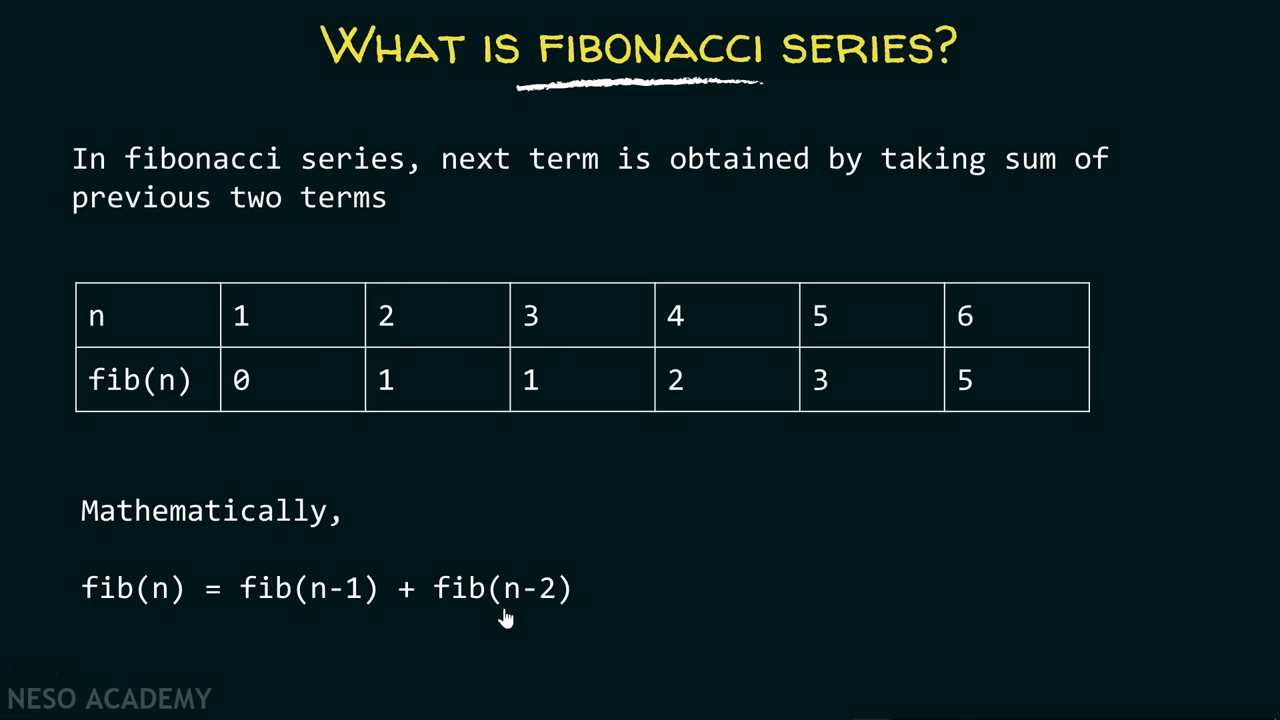 WHAT IS FIBONACCI SERIES?
In fibonacci series, next term is obtained by taking sum of
previous two terms
n 1 2 3 4 5 6
fib(n) 0 1 1 2 3 5
Mathematically,
fib(n) = fib(n-1) + fib(n-2)
NESO ACADEMY